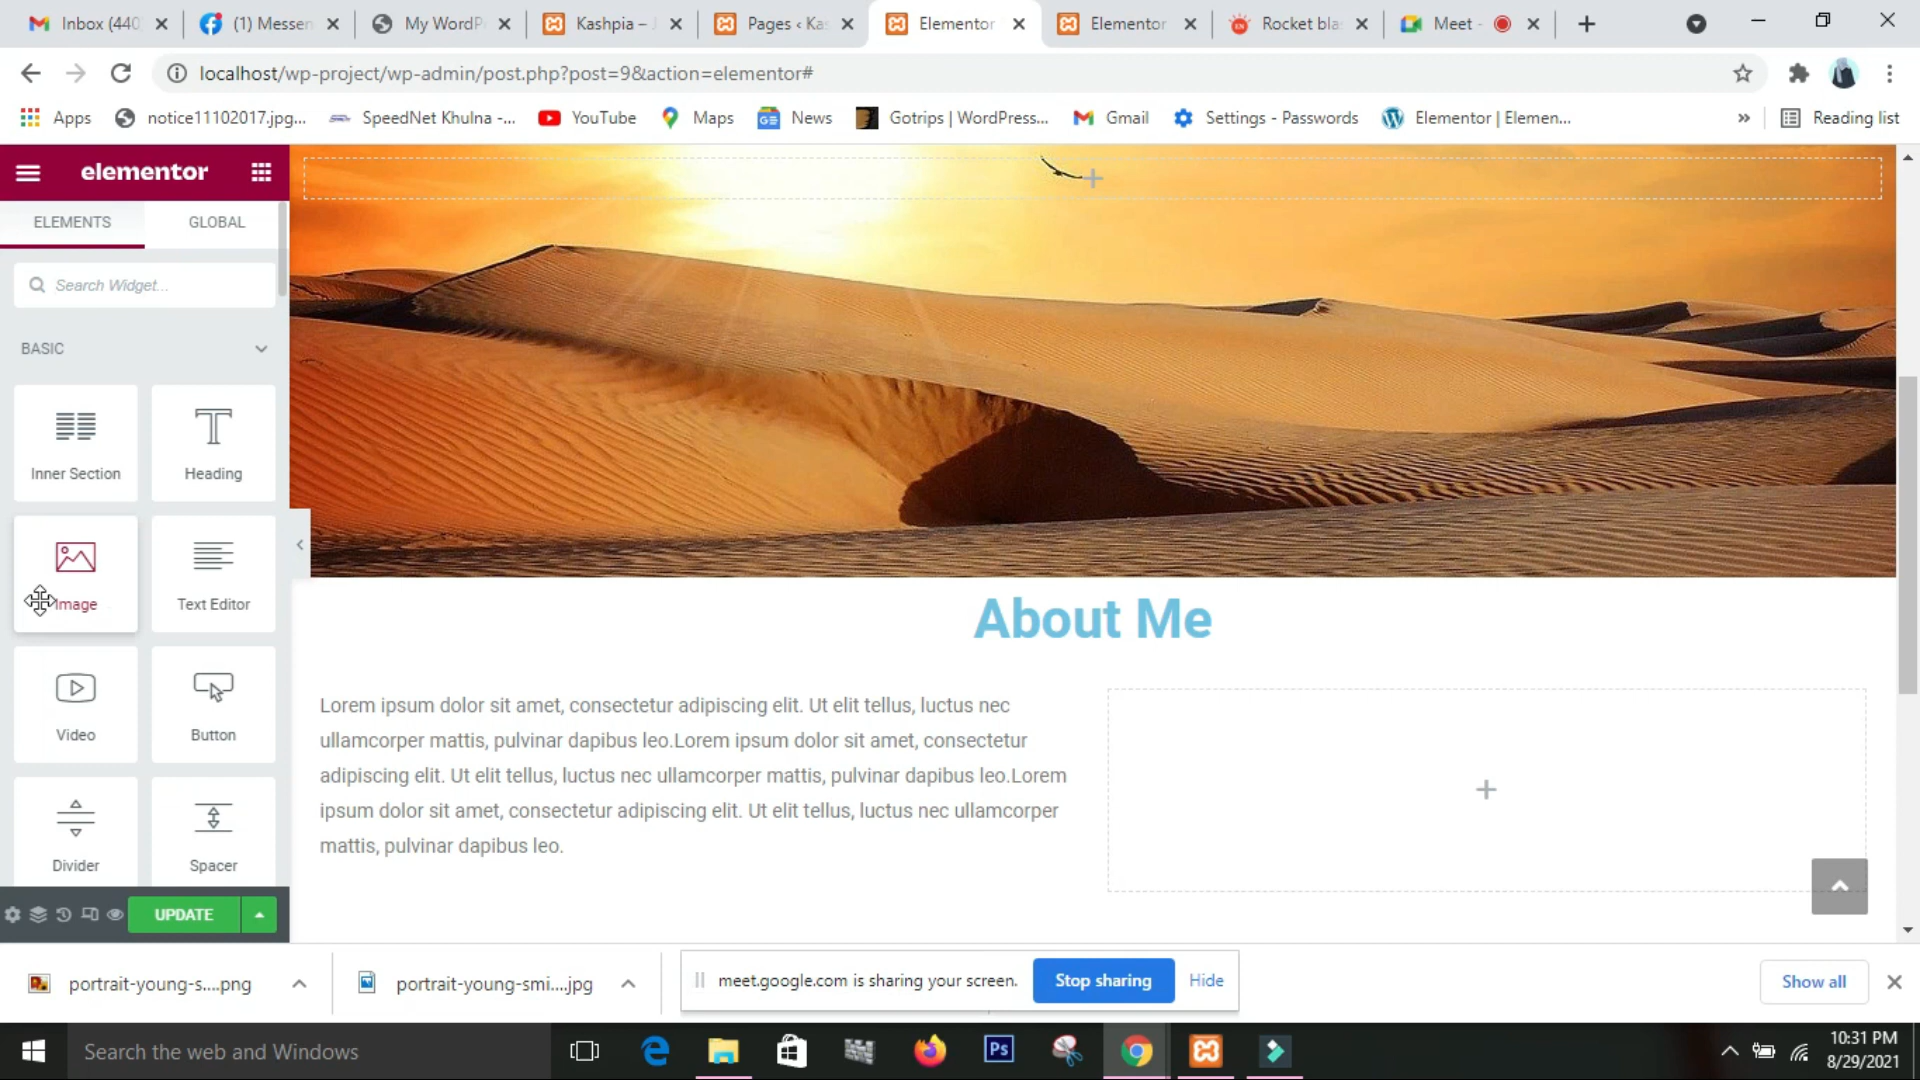 Inbox (440
(1) Messen
My WordP
Kashpia – J
Pages ‹ Kas
Elementor
Elementor
Rocket bla
Meet -
localhost/wp-project/wp-admin/post.php?post=9&action=elementor#
Apps
notice11102017.jpg...
SpeedNet Khulna -...
YouTube
Maps
News
Gotrips | WordPress...
Gmail
Settings - Passwords
Elementor | Elemen...
»
Reading list
elementor
ELEMENTS
GLOBAL
Search Widget...
BASIC
Inner Section
Heading
Image
Text Editor
Video
Button
Divider
Spacer
UPDATE
About Me
Lorem ipsum dolor sit amet, consectetur adipiscing elit. Ut elit tellus, luctus nec
ullamcorper mattis, pulvinar dapibus leo.Lorem ipsum dolor sit amet, consectetur
adipiscing elit. Ut elit tellus, luctus nec ullamcorper mattis, pulvinar dapibus leo.Lorem
ipsum dolor sit amet, consectetur adipiscing elit. Ut elit tellus, luctus nec ullamcorper
mattis, pulvinar dapibus leo.
portrait-young-s....png
portrait-young-smi....jpg
meet.google.com is sharing your screen.
Stop sharing
Hide
Show all
Search the web and Windows
Ps
10:31 PM
8/29/2021